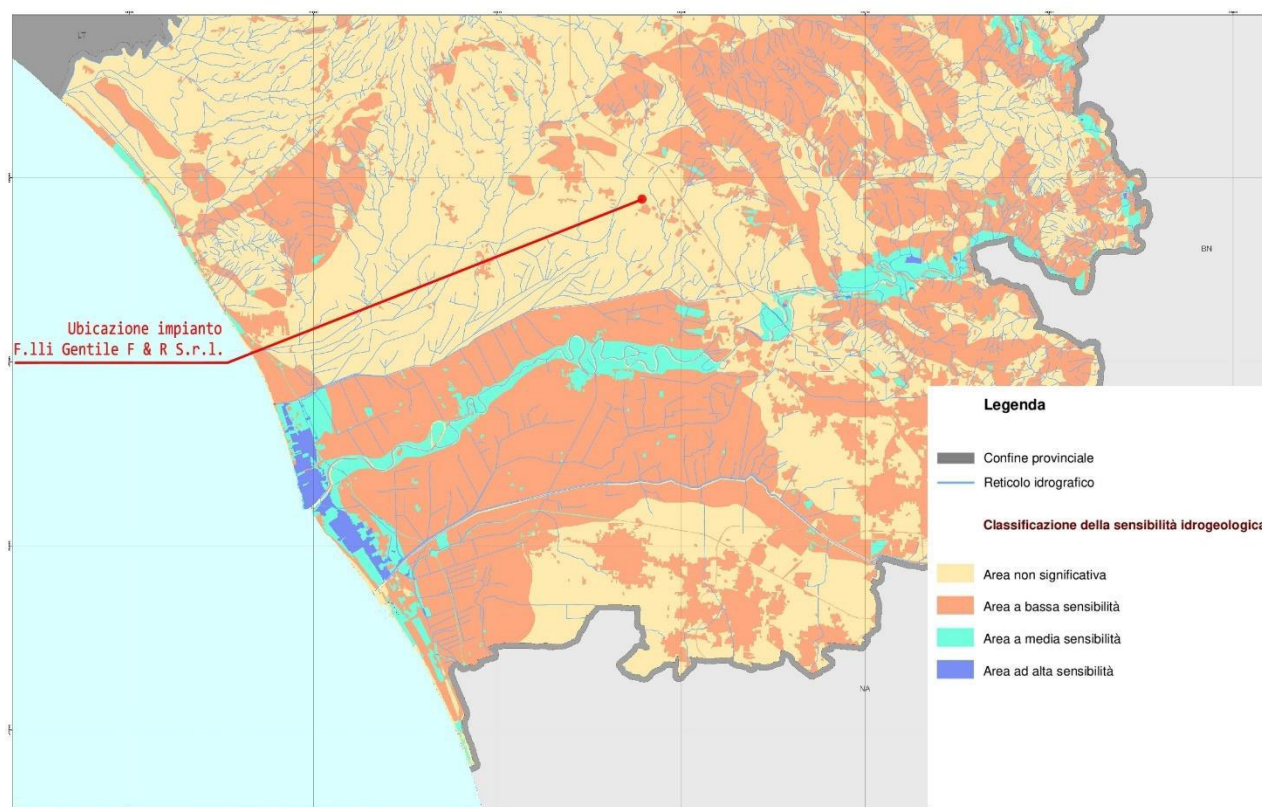 LT
BN
Ubicazione impianto
F.lli Gentile F & R S.r.l.
Legenda
Confine provinciale
Reticolo idrografico
Classificazione della sensibilità idrogeologica
Area non significativa
Area a bassa sensibilità
Area a media sensibilità
Area ad alta sensibilità
NA